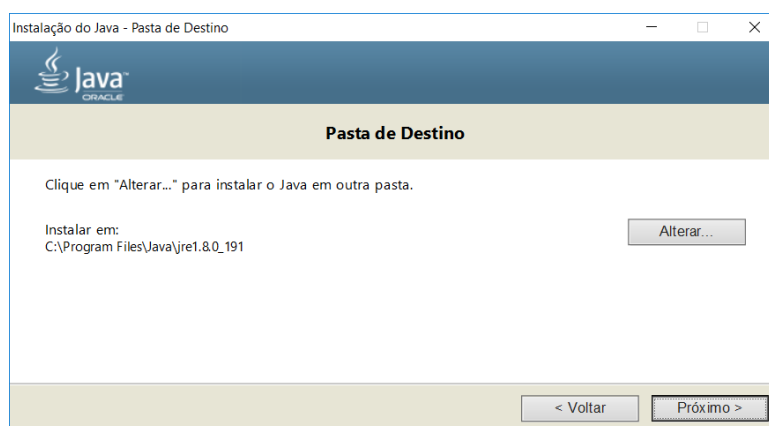 Instalação do Java - Pasta de Destino
Java™
ORACLE
Pasta de Destino
Clique em "Alterar..." para instalar o Java em outra pasta.
Instalar em:
Alterar...
C:\Program Files\Java\jre1.8.0_191
< Voltar
Próximo >